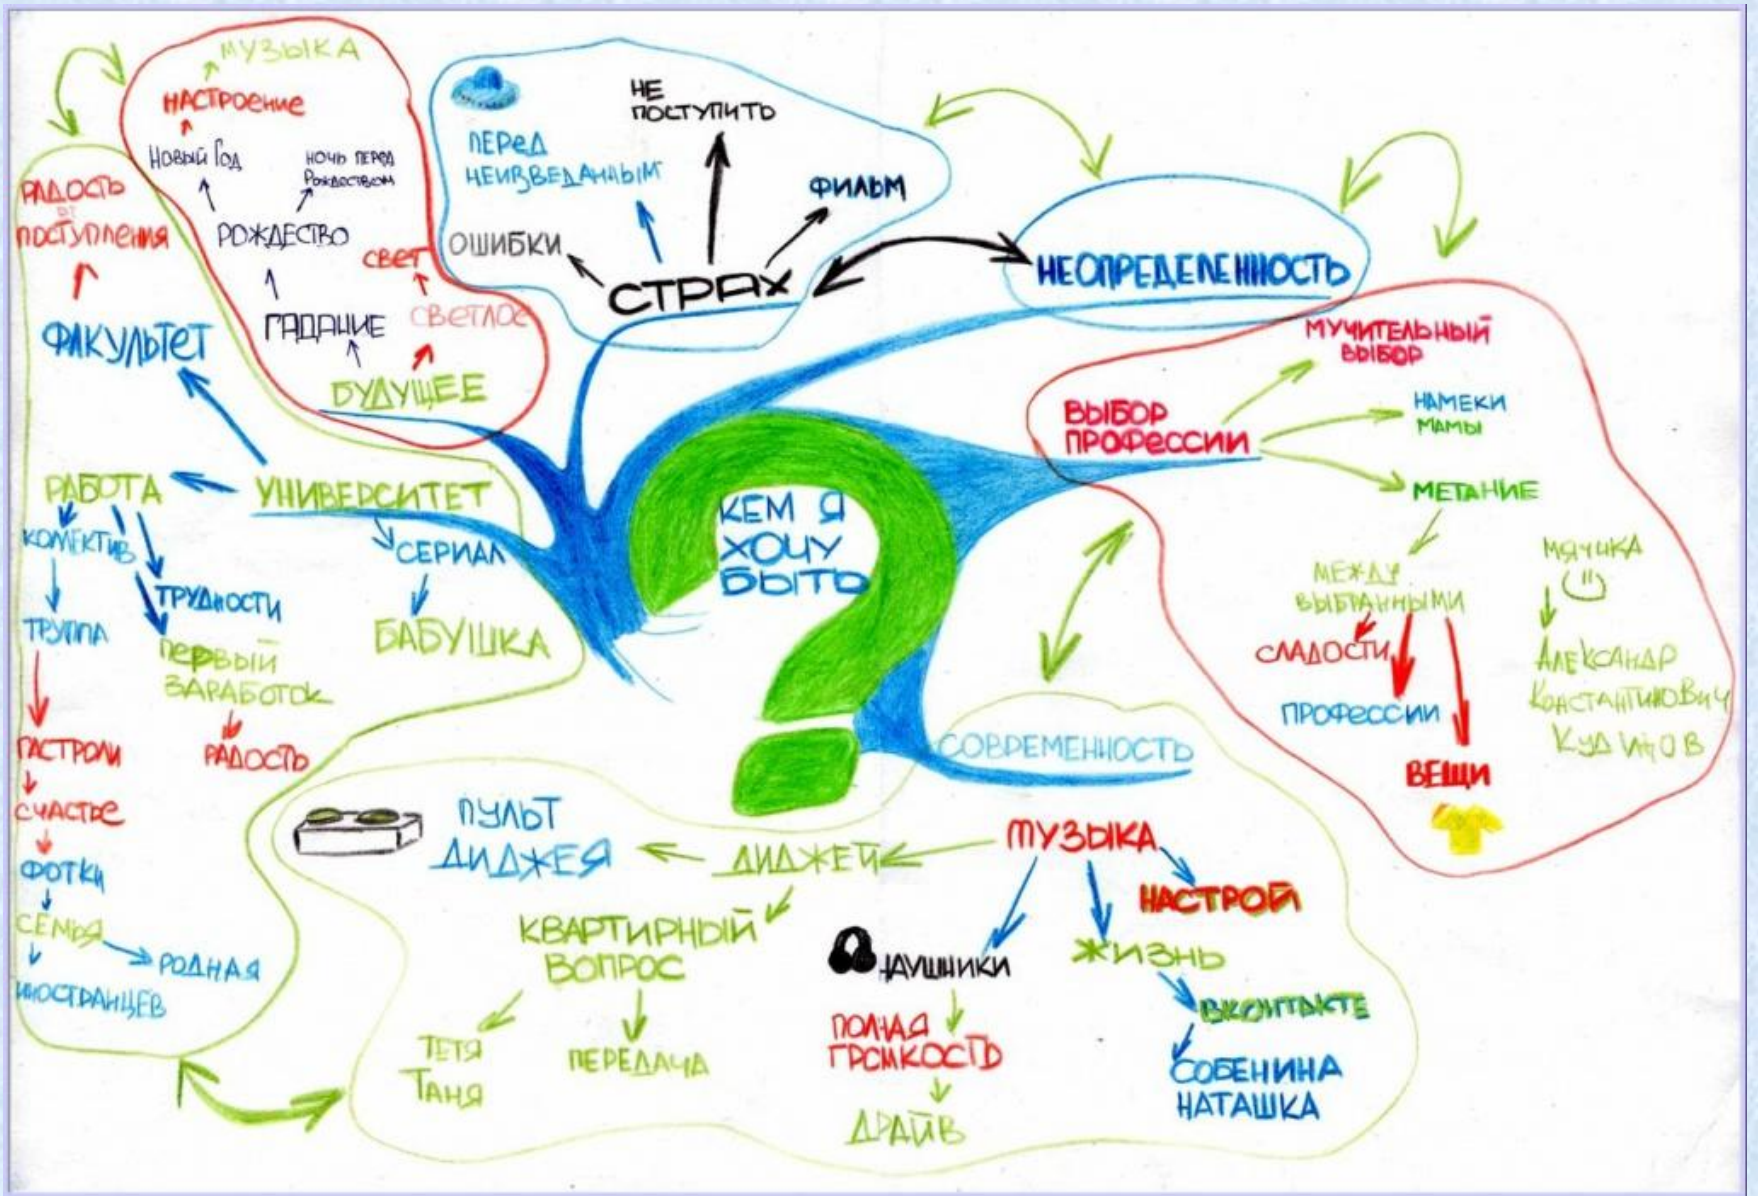 КЕМ Я
ХОЧУ
БЫТЬ
МУЗЫКА
НАСТРОЕНИЕ
НОВЫЙ ГОД
НОЧЬ ПЕРЕД
РОЖДЕСТВОМ
РОЖДЕСТВО
СВЕТ
СВЕТЛОЕ
ГАДАНИЕ
БУДУЩЕЕ
НЕ
ПОСТУПИТЬ
ПЕРЕД
НЕИЗВЕДАННЫМ
ФИЛЬМ
ОШИБКИ
СТРАХ
НЕОПРЕДЕЛЕННОСТЬ
МУЧИТЕЛЬНЫЙ
ВЫБОР
ВЫБОР
ПРОФЕССИИ
НАМЕКИ
МАМЫ
МЕТАНИЕ
МЕЖДУ
ВЫБРАННЫМИ
СЛАДОСТИ
ПРОФЕССИИ
ВЕЩИ
МЯЧИКА
АЛЕКСАНДР
КОНСТАНТИНОВИЧ
РАДОСТЬ
ОТ
ПОСТУПЛЕНИЯ
ФАКУЛЬТЕТ
УНИВЕРСИТЕТ
РАБОТА
СЕРИАЛ
БАБУШКА
ТРУДНОСТИ
ПЕРВЫЙ
ЗАРАБОТОК
РАДОСТЬ
ТРУППА
ГАСТРОЛИ
СЧАСТЬЕ
ФОТКИ
СЕМЬЯ
РОДНАЯ
ИНОСТРАНЦЕВ
СОВРЕМЕННОСТЬ
МУЗЫКА
ДИДЖЕЙ
ПУЛЬТ
ДИДЖЕЯ
КВАРТИРНЫЙ
ВОПРОС
ТЕТЯ
ТАНЯ
ПЕРЕДАЧА
НАУШНИКИ
ПОЛНАЯ
ГРОМКОСТЬ
ДРАЙВ
НАСТРОЙ
ЖИЗНЬ
ВКОНТАКТЕ
СОБЕНИНА
НАТАШКА